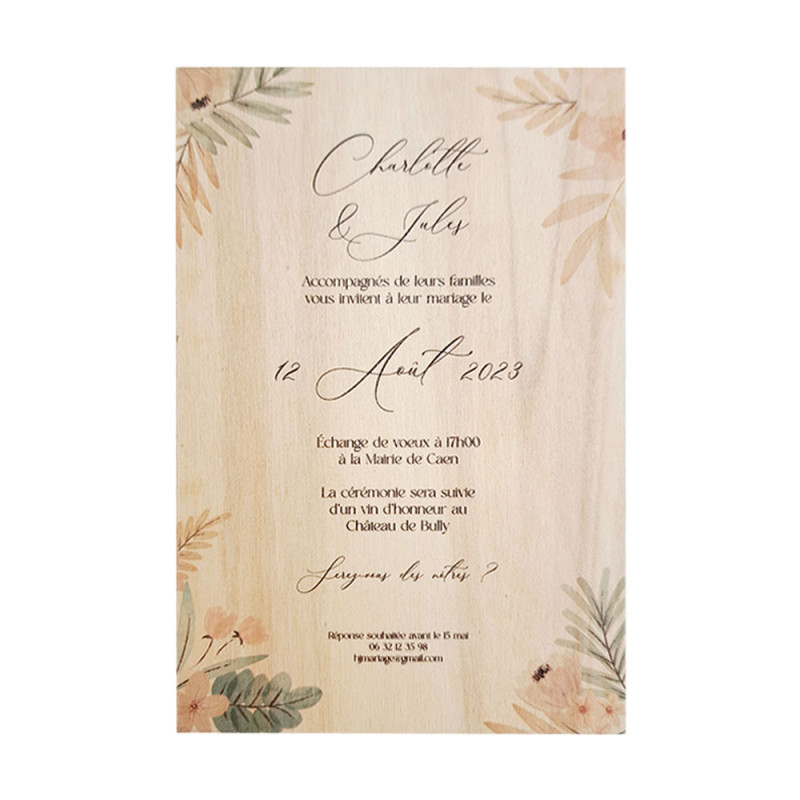 Charlotte
& Jules
Accompagnés de leurs familles
vous invitent à leur mariage le
12 Août 2023
Échange de voeux à 17h00
à la Mairie de Caen
La cérémonie sera suivie
d'un vin d'honneur au
Château de Bully
Serez-vous des nôtres ?
Réponse souhaitée avant le 15 mai
06 32 12 35 98
hjmariage@gmail.com